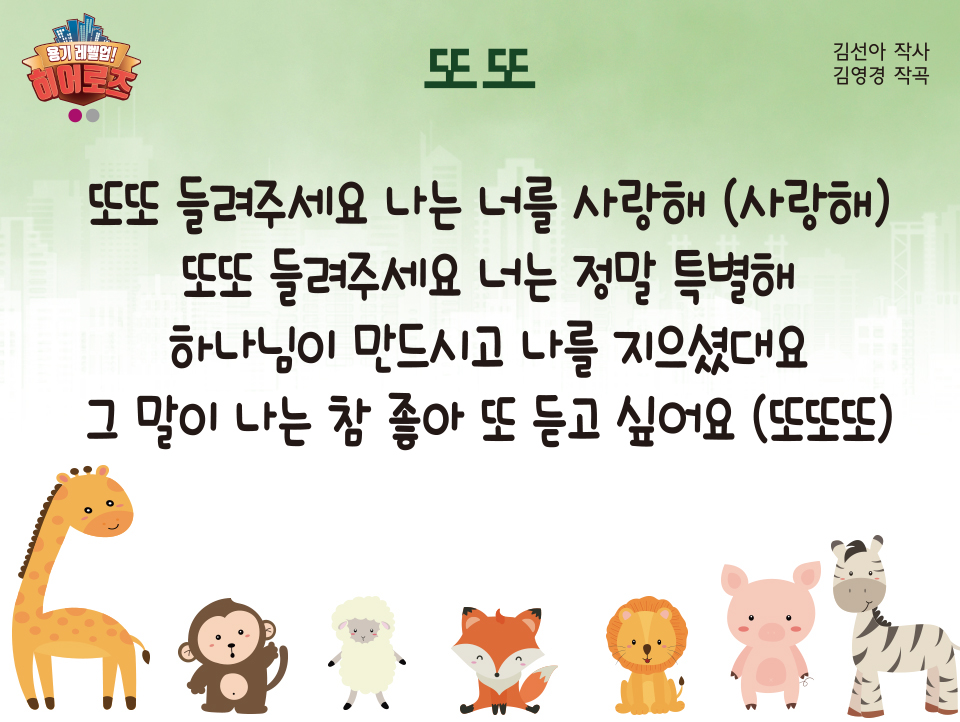 용기 레벨업!
히어로즈
또 또
김선아 작사
김영경 작곡
또또 들려주세요 나는 너를 사랑해 (사랑해)
또또 들려주세요 너는 정말 특별해
하나님이 만드시고 나를 지으셨대요
그 말이 나는 참 좋아 또 듣고 싶어요 (또또또)